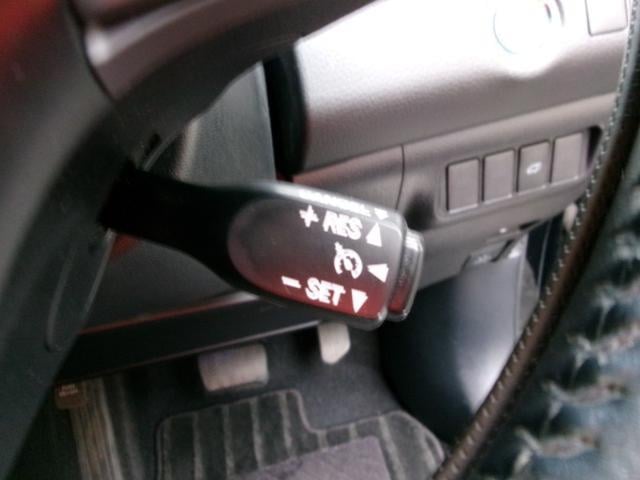 + RES
- SET